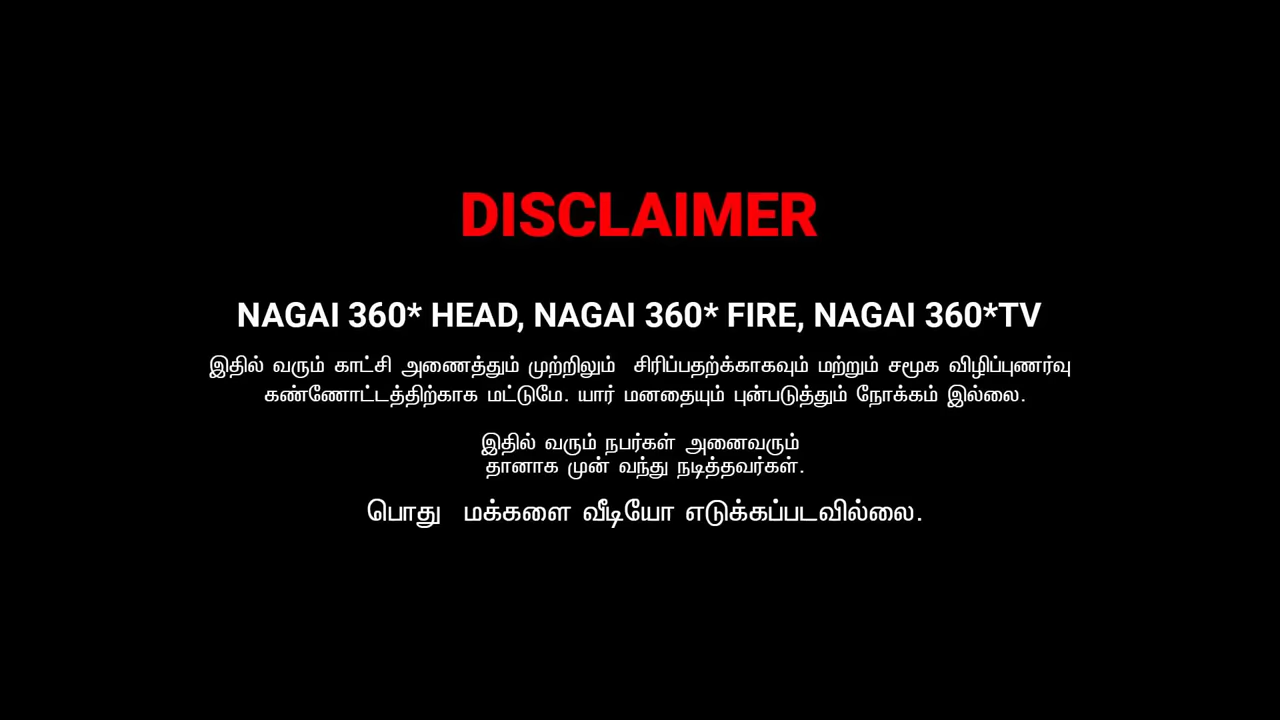 DISCLAIMER
NAGAI 360* HEAD, NAGAI 360* FIRE, NAGAI 360*TV
இதில் வரும் காட்சி அணைத்தும் முற்றிலும் சிரிப்பதற்க்காகவும் மற்றும் சமூக விழிப்புணர்வு
கண்ணோட்டத்திற்காக மட்டுமே. யார் மனதையும் புன்படுத்தும் நோக்கம் இல்லை.
இதில் வரும் நபர்கள் அனைவரும்
தானாக முன் வந்து நடித்தவர்கள்.
பொது மக்களை வீடியோ எடுக்கப்படவில்லை.